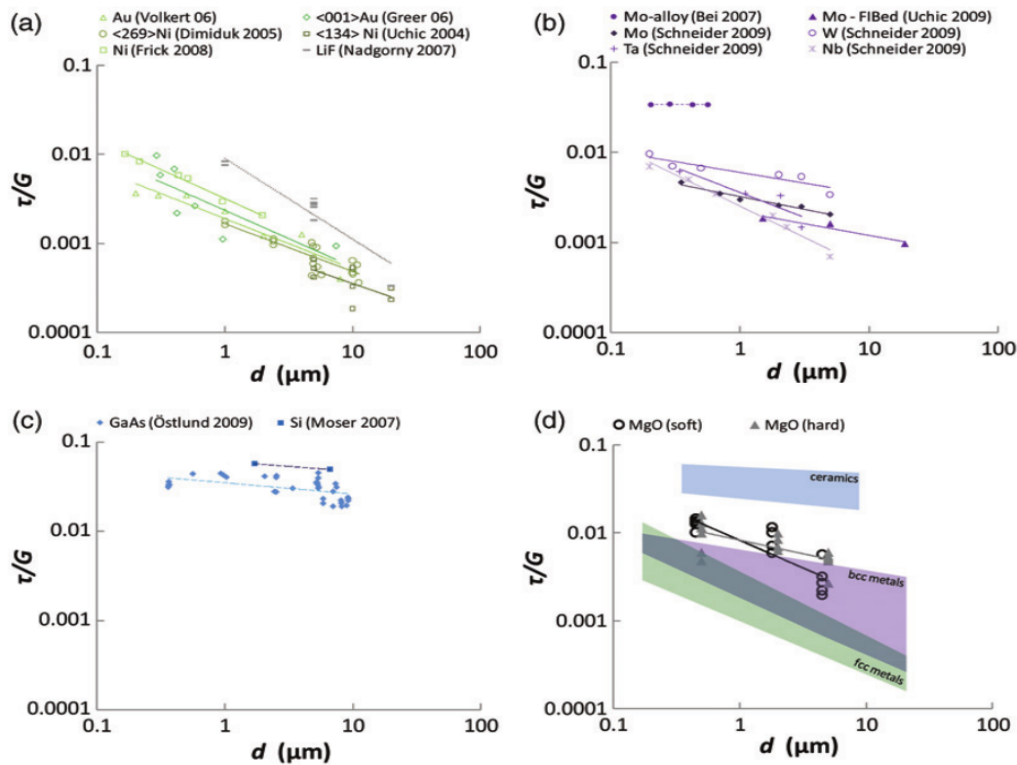 (a)
Au (Volkert 06) <001>Au (Greer 06)
<269>Ni (Dimiduk 2005) <134> Ni (Uchic 2004)
Ni (Frick 2008) LiF (Nadgorny 2007)
0.1
0.01
0.001
0.0001
τ/G
0.1 1 10 100
d (μm)
(b)
Mo-alloy (Bei 2007) Mo - FIBed (Uchic 2009)
Mo (Schneider 2009) W (Schneider 2009)
Ta (Schneider 2009) Nb (Schneider 2009)
0.1
0.01
0.001
0.0001
τ/G
0.1 1 10 100
d (μm)
(c)
GaAs (Östlund 2009) Si (Moser 2007)
0.1
0.01
0.001
0.0001
τ/G
0.1 1 10 100
d (μm)
(d)
MgO (soft) MgO (hard)
0.1
0.01
0.001
0.0001
τ/G
ceramics
bcc metals
fcc metals
0.1 1 10 100
d (μm)